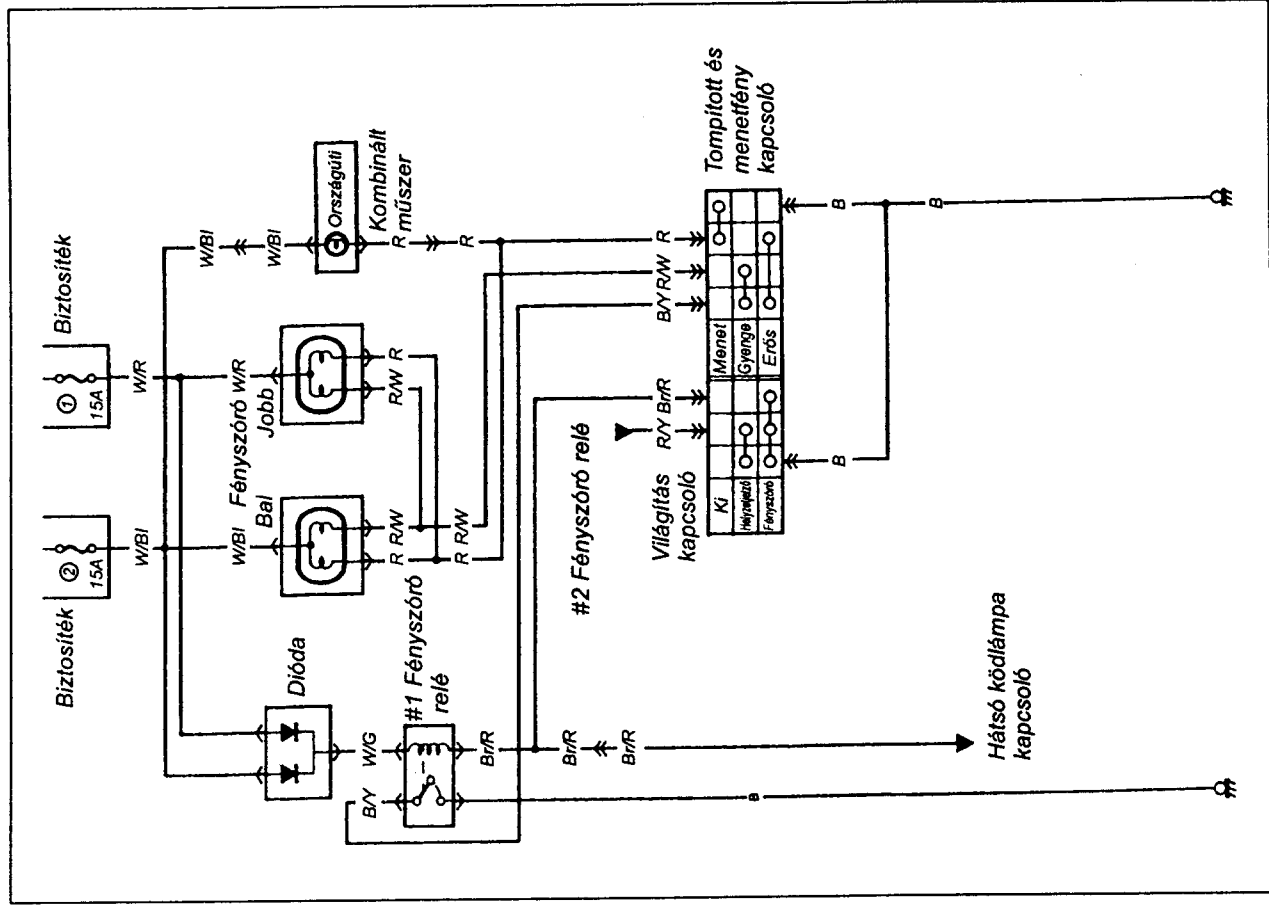 Biztosíték
②
15A
W/Bl
Biztosíték
①
15A
W/R
W/Bl
W/Bl
Országúti
R
R
Kombinált
műszer
Fényszóró
Bal
Jobb
W/Bl
W/R
R
R/W
R/W
R
R
R/W
Dióda
W/G
B/Y
#1 Fényszóró
relé
Br/R
Br/R
Br/R
B
Hátsó ködlámpa
kapcsoló
#2 Fényszóró relé
Világítás
kapcsoló
R/Y
Br/R
B/Y
R/W
R
Ki
Helyzetjelző
Fényszóró
Menet
Gyenge
Erős
Tompított és
menetfény
kapcsoló
B
B
B